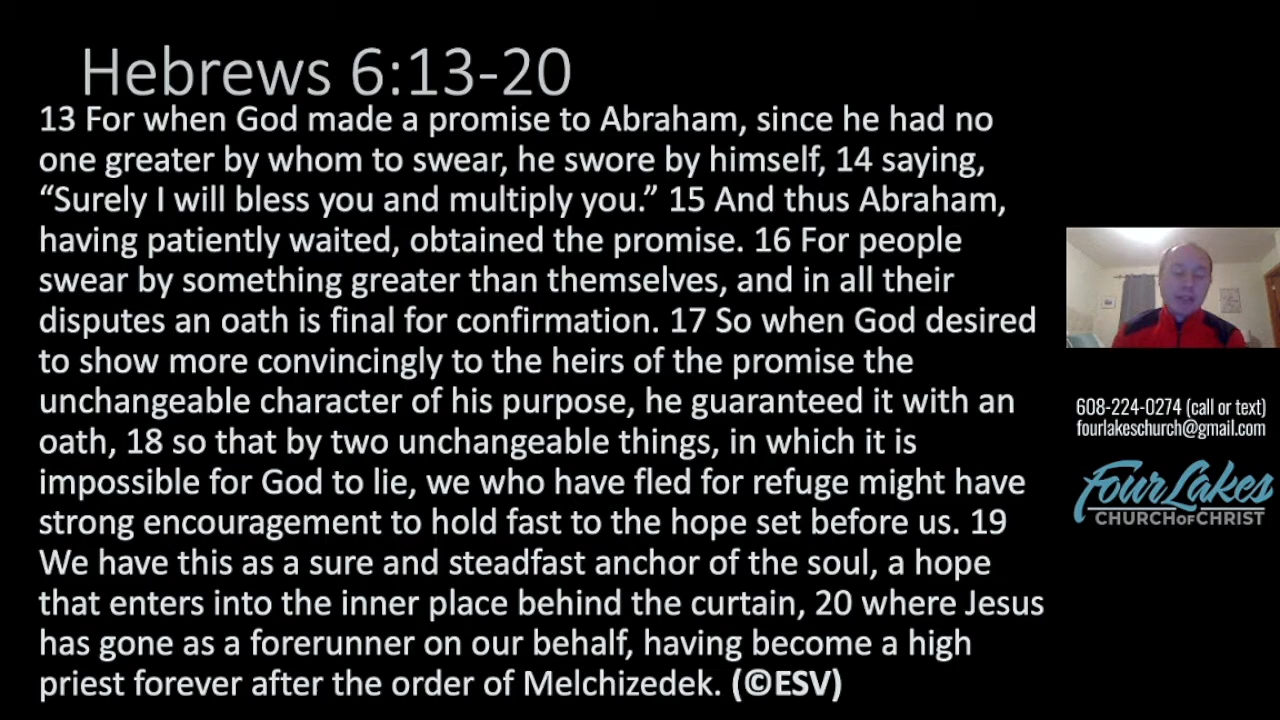 Hebrews 6:13-20
13 For when God made a promise to Abraham, since he had no
one greater by whom to swear, he swore by himself, 14 saying,
“Surely I will bless you and multiply you.” 15 And thus Abraham,
having patiently waited, obtained the promise. 16 For people
swear by something greater than themselves, and in all their
disputes an oath is final for confirmation. 17 So when God desired
to show more convincingly to the heirs of the promise the
unchangeable character of his purpose, he guaranteed it with an
oath, 18 so that by two unchangeable things, in which it is
impossible for God to lie, we who have fled for refuge might have
strong encouragement to hold fast to the hope set before us. 19
We have this as a sure and steadfast anchor of the soul, a hope
that enters into the inner place behind the curtain, 20 where Jesus
has gone as a forerunner on our behalf, having become a high
priest forever after the order of Melchizedek. (©ESV)
608-224-0274 (call or text)
fourlakeschurch@gmail.com
Four Lakes
CHURCH OF CHRIST